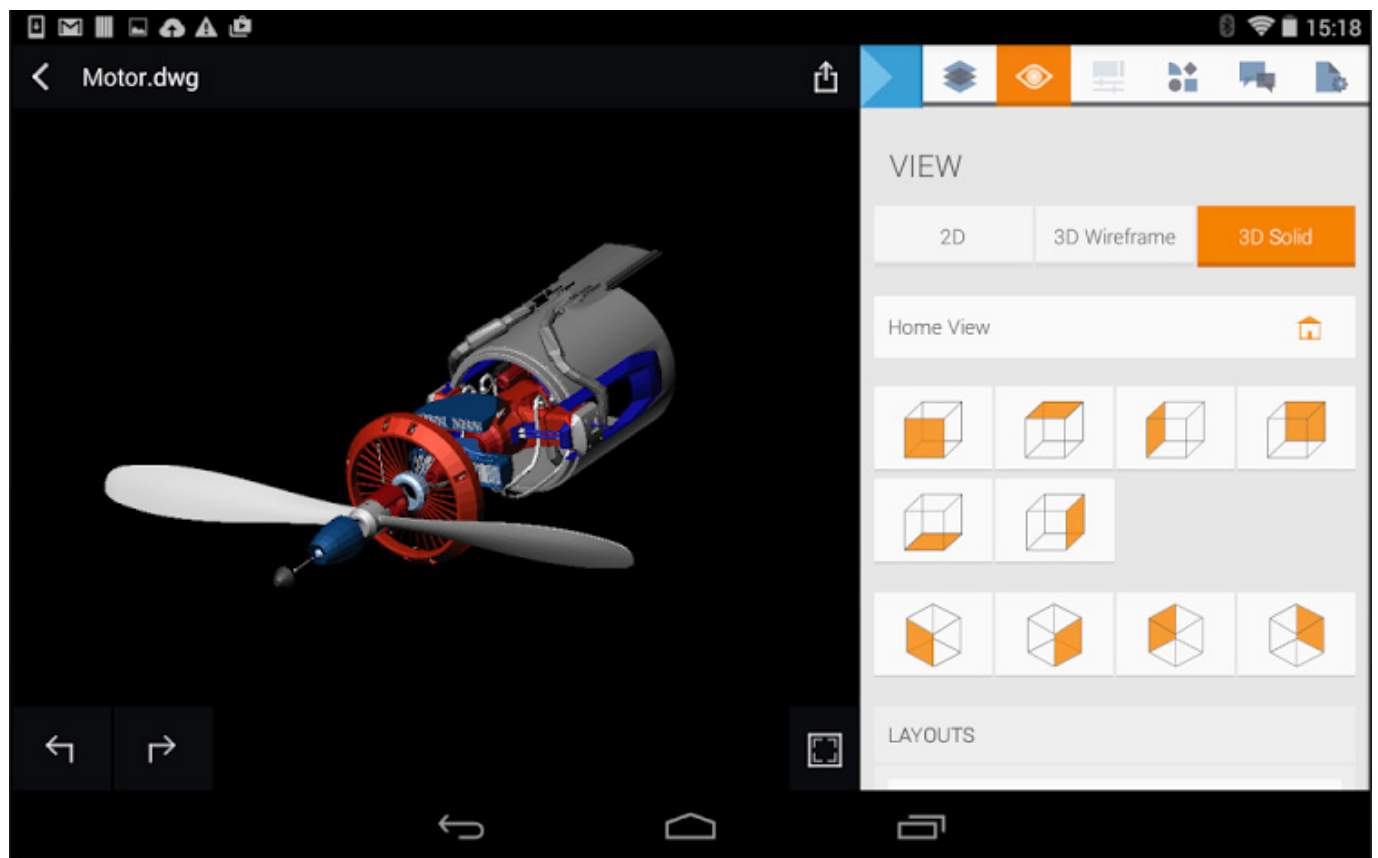 15:18
Motor.dwg
VIEW
2D
3D Wireframe
3D Solid
Home View
LAYOUTS